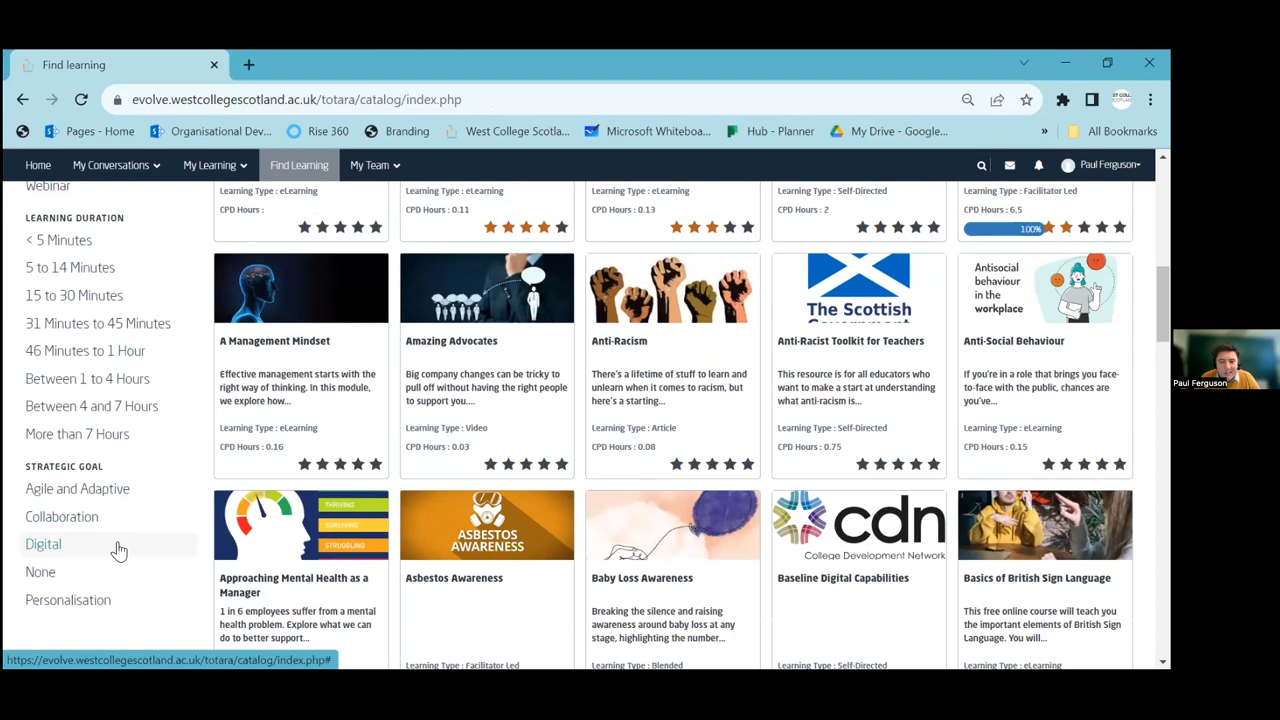 Find learning
evolve.westcollegescotland.ac.uk/totara/catalog/index.php
Pages - Home
Organisational Dev...
Rise 360
Branding
West College Scotla...
Microsoft Whiteboa...
Hub - Planner
My Drive - Google...
»
All Bookmarks
Home
My Conversations
My Learning
Find Learning
My Team
Paul Ferguson
Webinar
LEARNING DURATION
< 5 Minutes
5 to 14 Minutes
15 to 30 Minutes
31 Minutes to 45 Minutes
46 Minutes to 1 Hour
Between 1 to 4 Hours
Between 4 and 7 Hours
More than 7 Hours
STRATEGIC GOAL
Agile and Adaptive
Collaboration
Digital
None
Personalisation
Learning Type : eLearning
CPD Hours :
Learning Type : eLearning
CPD Hours : 0.11
Learning Type : eLearning
CPD Hours : 0.13
Learning Type : Self-Directed
CPD Hours : 2
Learning Type : Facilitator Led
CPD Hours : 6.5
100%
A Management Mindset
Effective management starts with the
right way of thinking. In this module,
we explore how...
Learning Type : eLearning
CPD Hours : 0.16
Amazing Advocates
Big company changes can be tricky to
pull off without having the right people
to support you....
Learning Type : Video
CPD Hours : 0.03
Anti-Racism
There's a lifetime of stuff to learn and
unlearn when it comes to racism, but
here's a starting...
Learning Type : Article
CPD Hours : 0.08
The Scottish
Government
Anti-Racist Toolkit for Teachers
This resource is for all educators who
want to make a start at understanding
what anti-racism is...
Learning Type : Self-Directed
CPD Hours : 0.75
Antisocial
behaviour
in the
workplace
Anti-Social Behaviour
If you're in a role that brings you face-
to-face with the public, chances are
you've...
Learning Type : eLearning
CPD Hours : 0.15
THRIVING
SURVIVING
STRUGGLING
Approaching Mental Health as a
Manager
1 in 6 employees suffer from a mental
health problem. Explore what we can
do to better support...
ASBESTOS
AWARENESS
Asbestos Awareness
Learning Type : Facilitator Led
Baby Loss Awareness
Breaking the silence and raising
awareness around baby loss at any
stage, highlighting the number...
Learning Type : Blended
cdn
College Development Network
Baseline Digital Capabilities
Learning Type : Self-Directed
Basics of British Sign Language
This free online course will teach you
the important elements of British Sign
Language. You will...
Learning Type : eLearning
https://evolve.westcollegescotland.ac.uk/totara/catalog/index.php#
Paul Ferguson